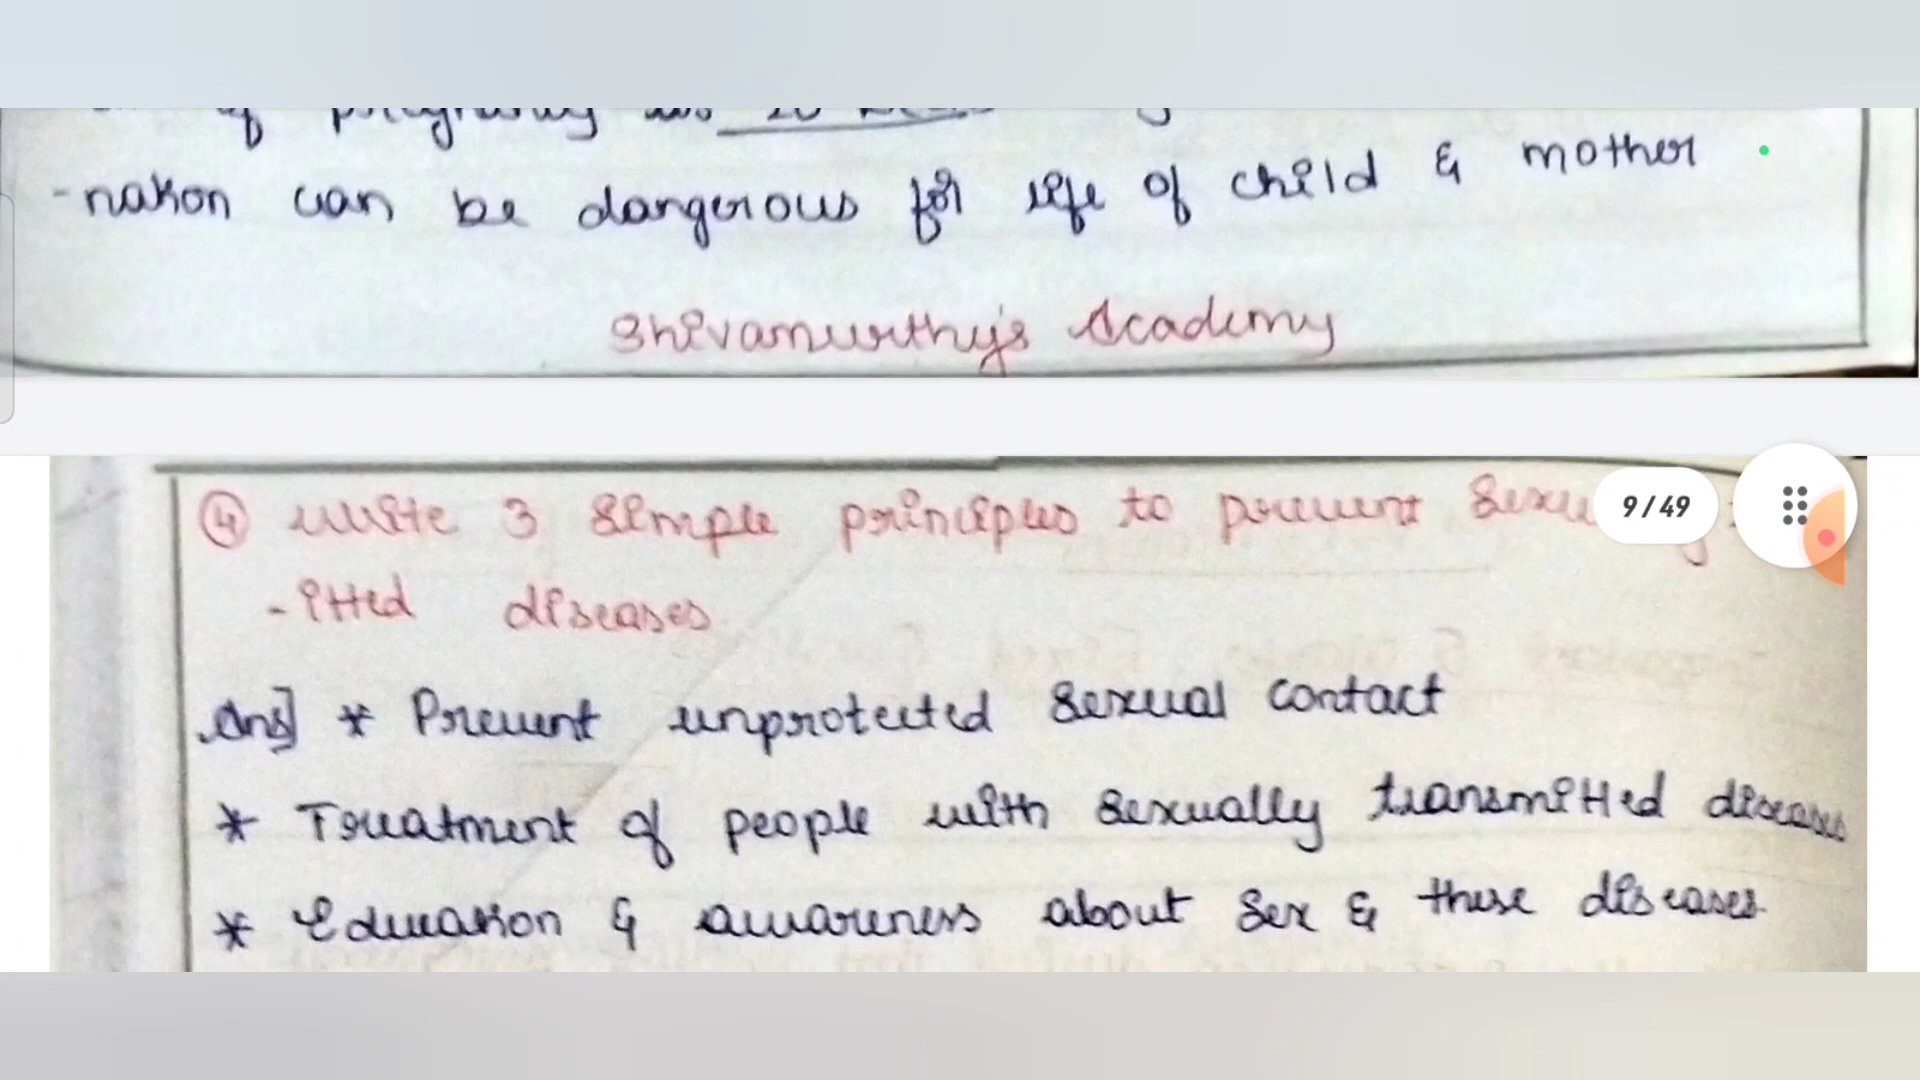 of pregnancy
-nation can be dangerous for life of child & mother
Shivamurthy's Academy
9/49
④ Write 3 simple principles to prevent
-itted diseases
Ans] * Prevent unprotected sexual contact
* Treatment of people with sexually transmitted diseases
* Education & awareness about sex & these diseases.